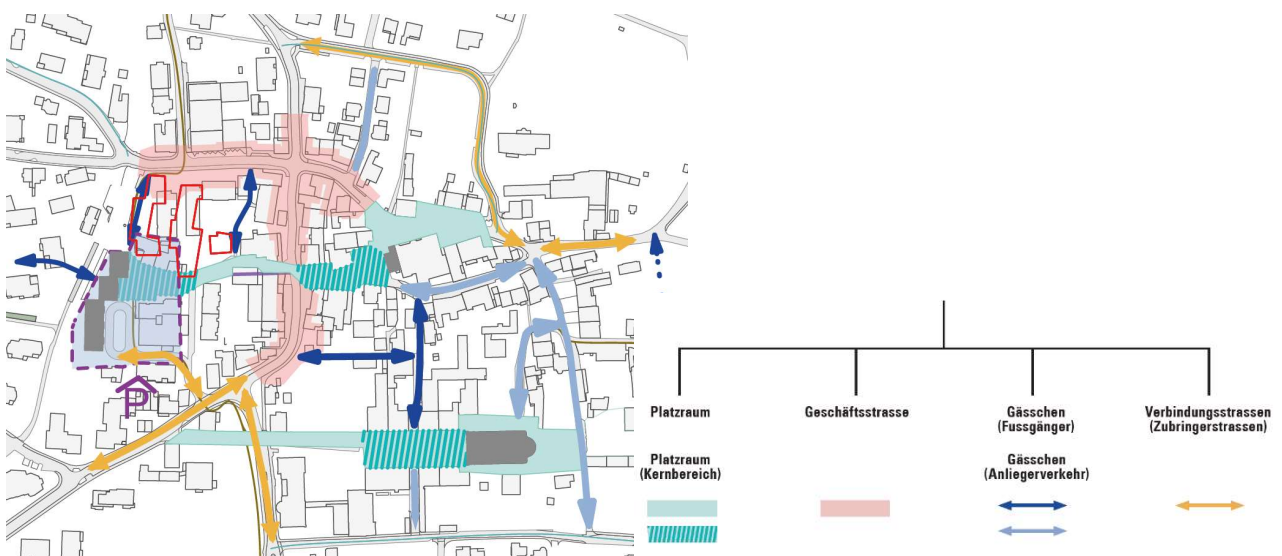 P
Platzraum
Geschäftsstrasse
Gässchen
(Fussgänger)
Verbindungsstrassen
(Zubringerstrassen)
Platzraum
(Kernbereich)
Gässchen
(Anliegerverkehr)